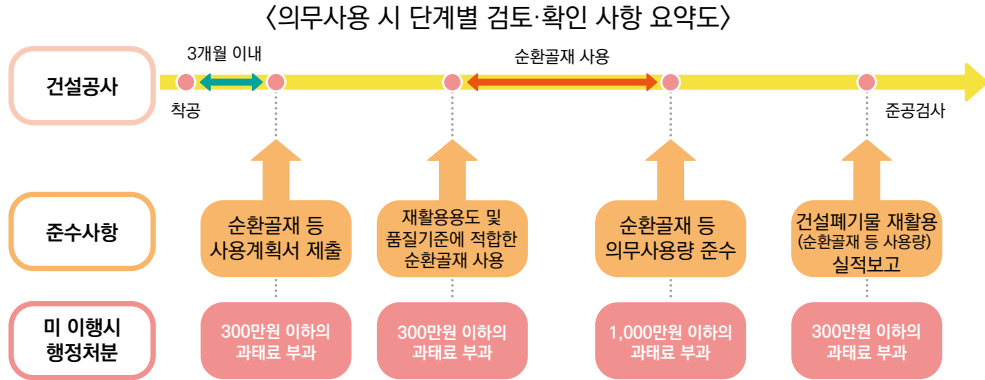 〈의무사용 시 단계별 검토·확인 사항 요약도〉
건설공사
3개월 이내
순환골재 사용
착공
준공검사
준수사항
순환골재 등
사용계획서 제출
재활용용도 및
품질기준에 적합한
순환골재 사용
순환골재 등
의무사용량 준수
건설폐기물 재활용
(순환골재 등 사용량)
실적보고
미 이행시
행정처분
300만원 이하의
과태료 부과
300만원 이하의
과태료 부과
1,000만원 이하의
과태료 부과
300만원 이하의
과태료 부과